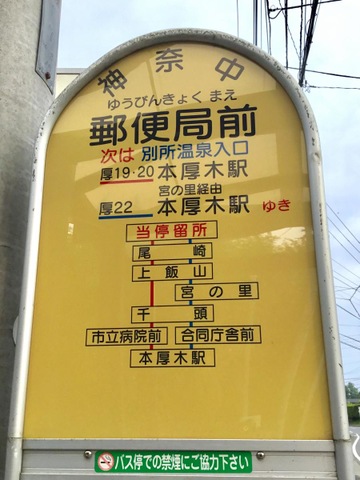 神奈中
ゆうびんきょく まえ
郵便局前
次は 別所温泉入口
厚19・20 本厚木駅
宮の里経由
厚22 本厚木駅 ゆき
当停留所
尾崎
上飯山
宮の里
千頭
市立病院前 合同庁舎前
本厚木駅
バス停での禁煙にご協力下さい